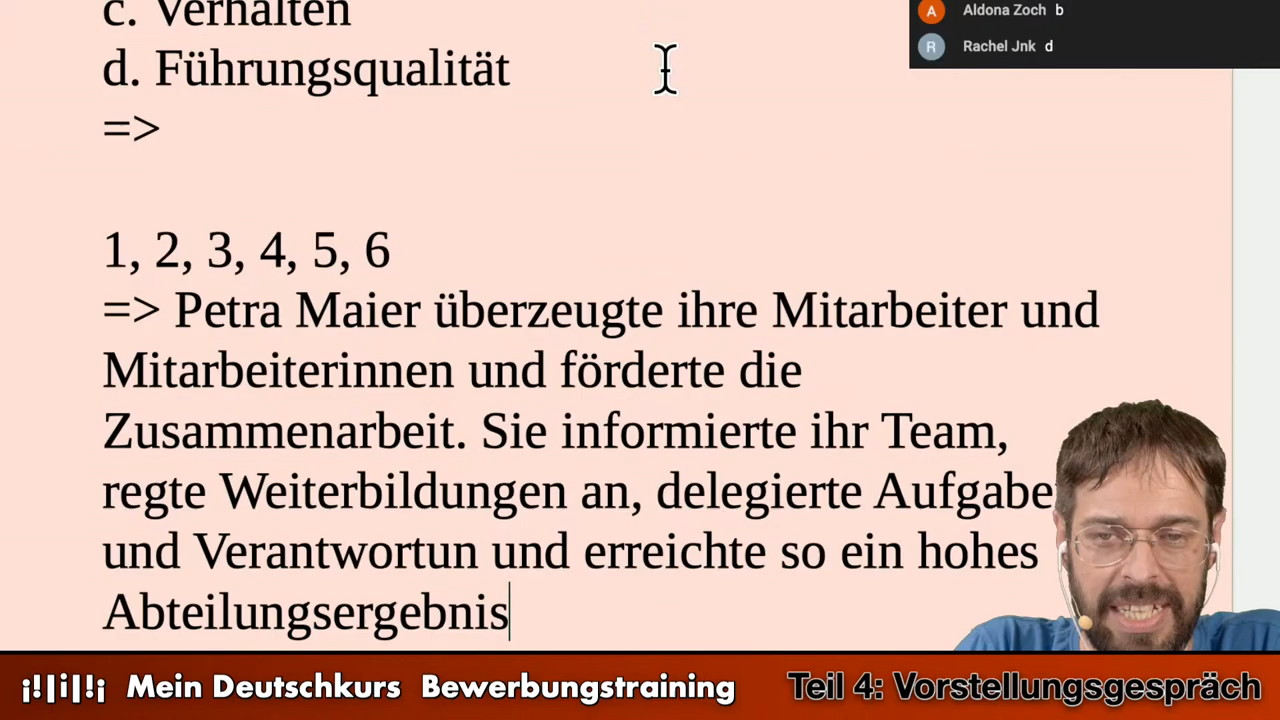 c. Verhalten
Aldona Zoch b
A
d. Führungsqualität
R
Rachel Jnk d
=>
1, 2, 3, 4, 5, 6
=> Petra Maier überzeugte ihre Mitarbeiter und
Mitarbeiterinnen und förderte die
Zusammenarbeit. Sie informierte ihr Team,
regte Weiterbildungen an, delegierte Aufgabe
und Verantwortun und erreichte so ein hohes
Abteilungsergebnis
¡!|i|!¡ Mein Deutschkurs Bewerbungstraining
Teil 4: Vorstellungsgespräch